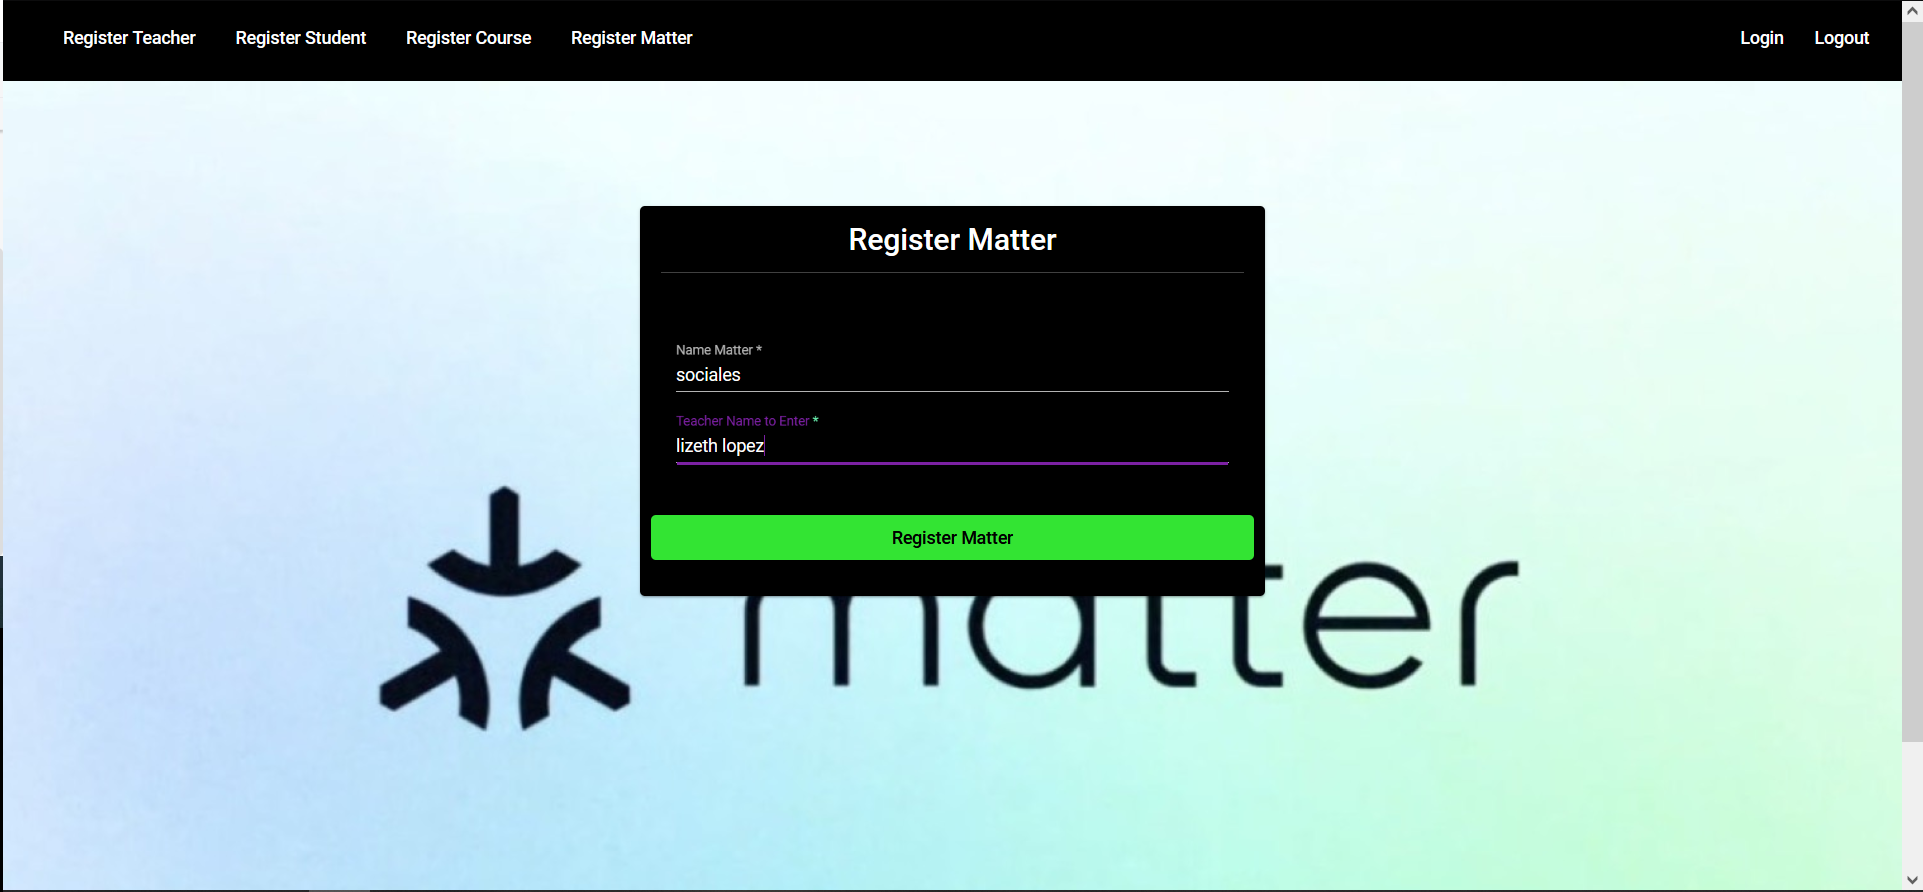 Register Teacher Register Student Register Course Register Matter Login Logout
Register Matter
Name Matter *
sociales
Teacher Name to Enter *
lizeth lopez
Register Matter
matter